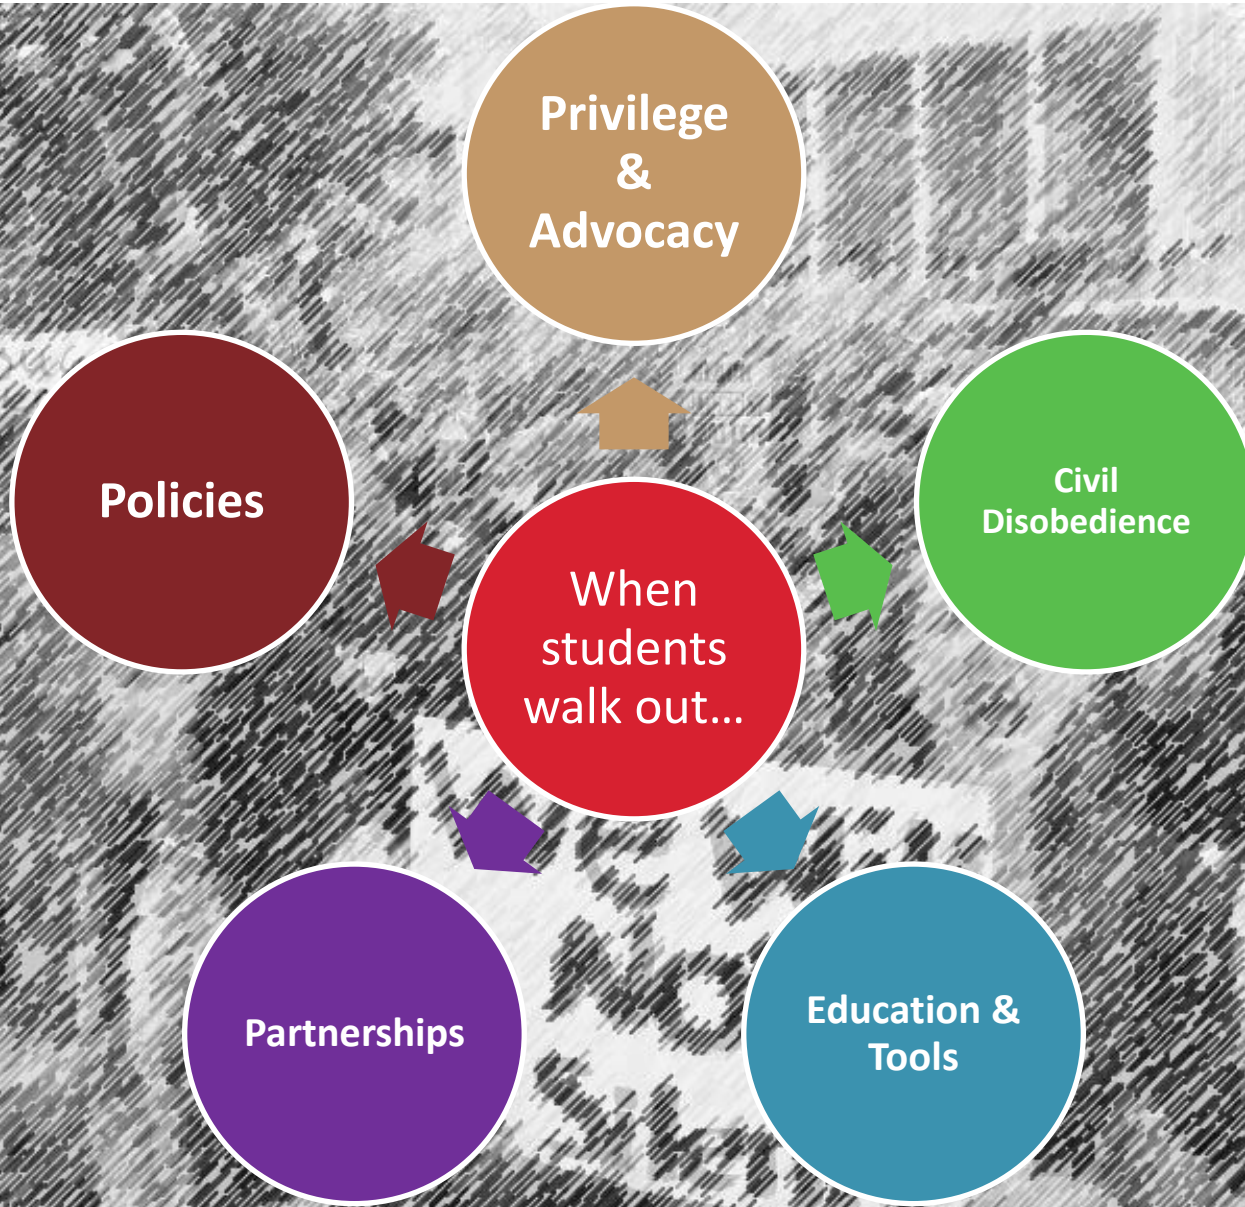 Privilege
&
Advocacy
Policies
Civil
Disobedience
When
students
walk out…
Partnerships
Education &
Tools